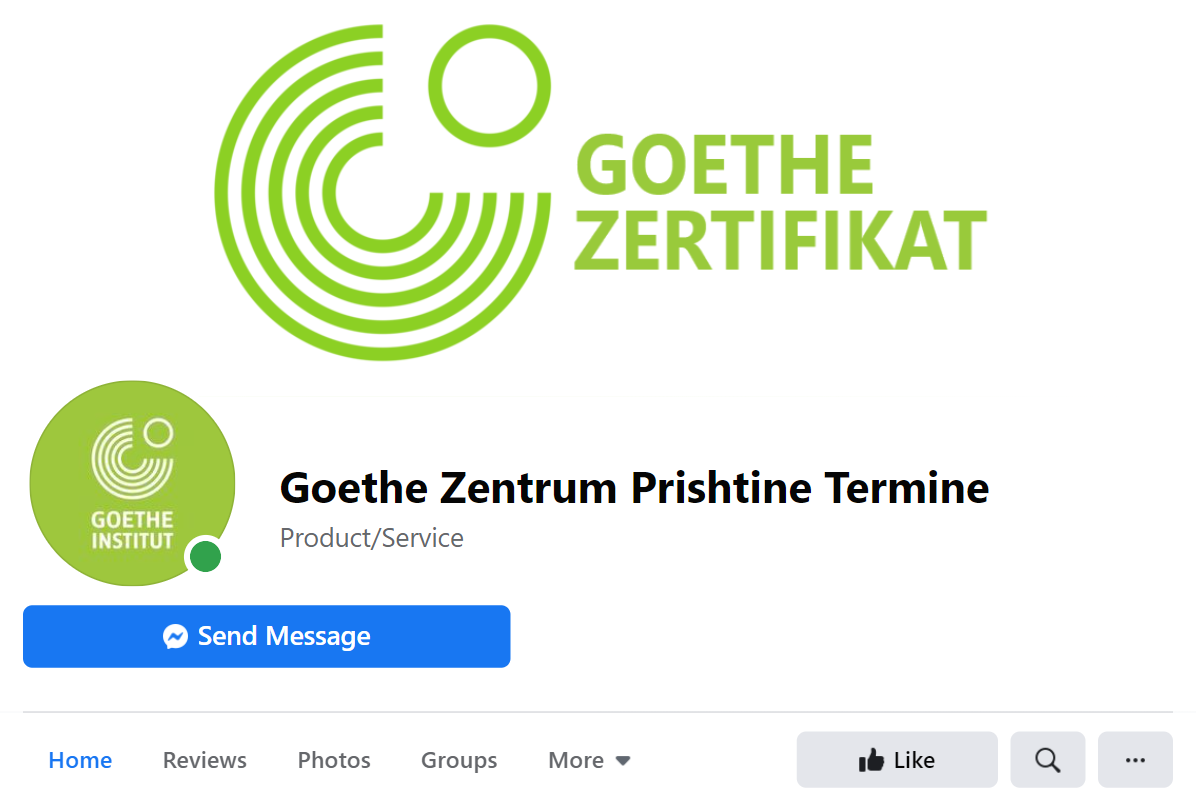 GOETHE
ZERTIFIKAT
GOETHE
INSTITUT
Goethe Zentrum Prishtine Termine
Product/Service
Send Message
Home Reviews Photos Groups More Like